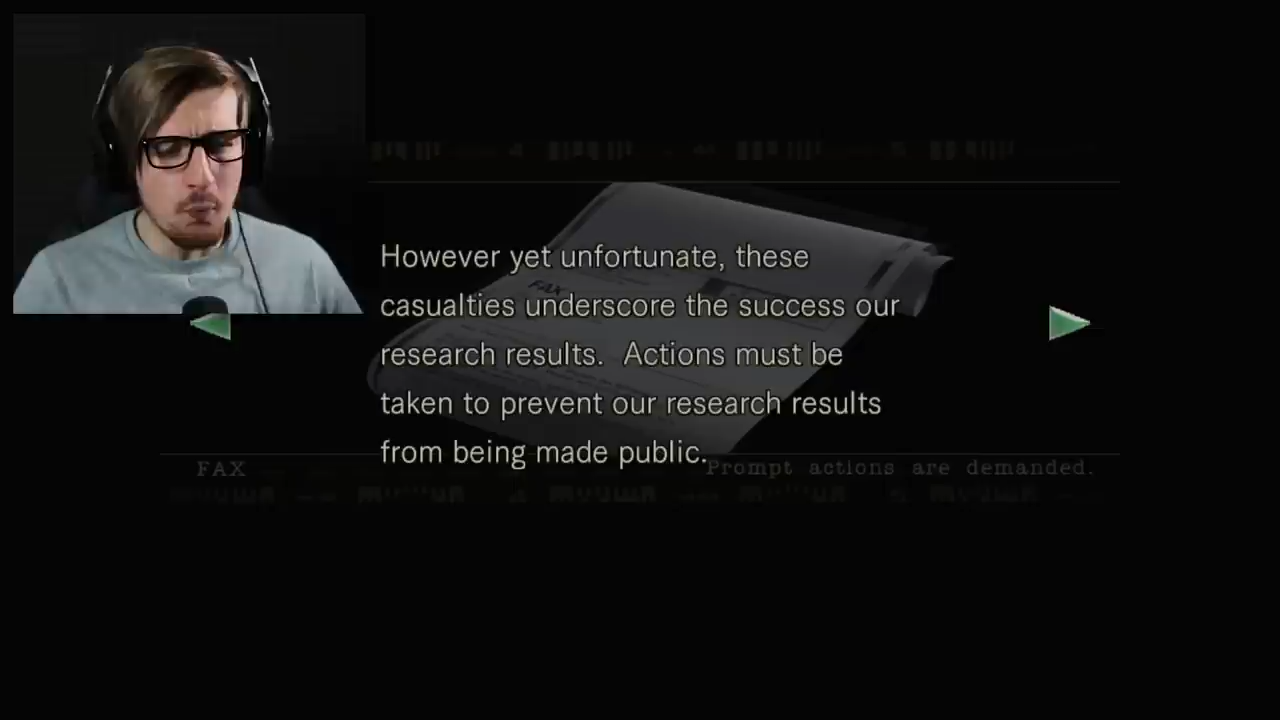 However yet unfortunate, these
casualties underscore the success our
research results.  Actions must be
taken to prevent our research results
from being made public.
FAX
FAX Prompt actions are demanded.